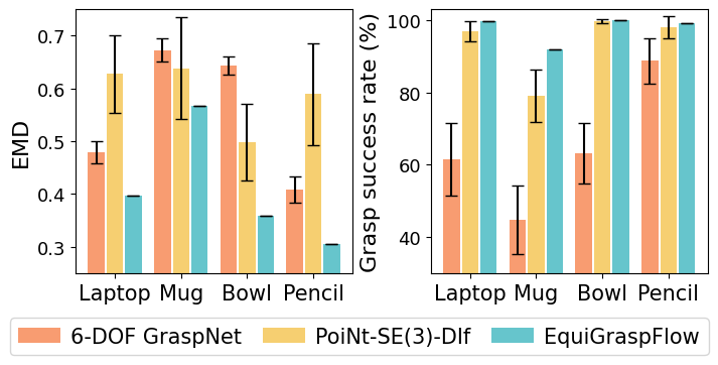 EMD
0.7
0.6
0.5
0.4
0.3
Laptop Mug Bowl Pencil
Grasp success rate (%)
100
80
60
40
Laptop Mug Bowl Pencil
6-DOF GraspNet PoiNt-SE(3)-DIf EquiGraspFlow